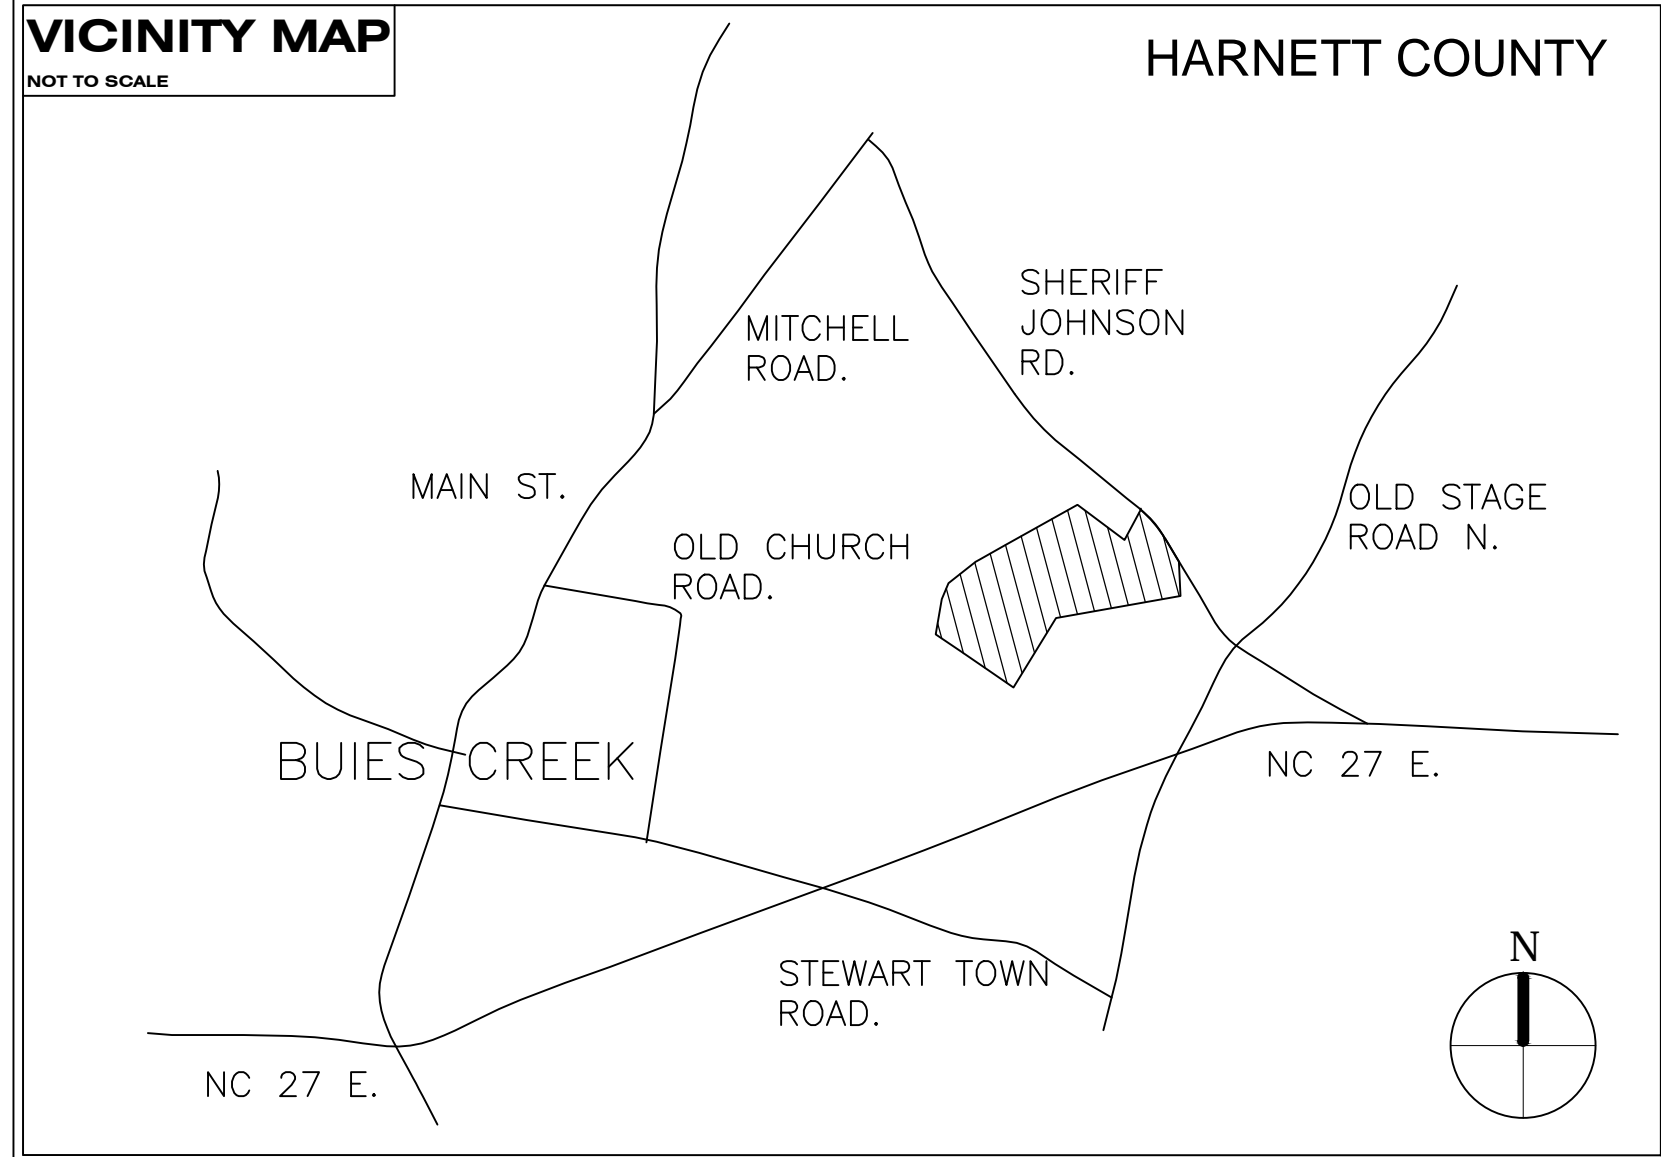 VICINITY MAP
NOT TO SCALE
HARNETT COUNTY
SHERIFF
JOHNSON
RD.
MITCHELL
ROAD.
MAIN ST.
OLD STAGE
ROAD N.
OLD CHURCH
ROAD.
BUIES CREEK
NC 27 E.
STEWART TOWN
ROAD.
N
NC 27 E.